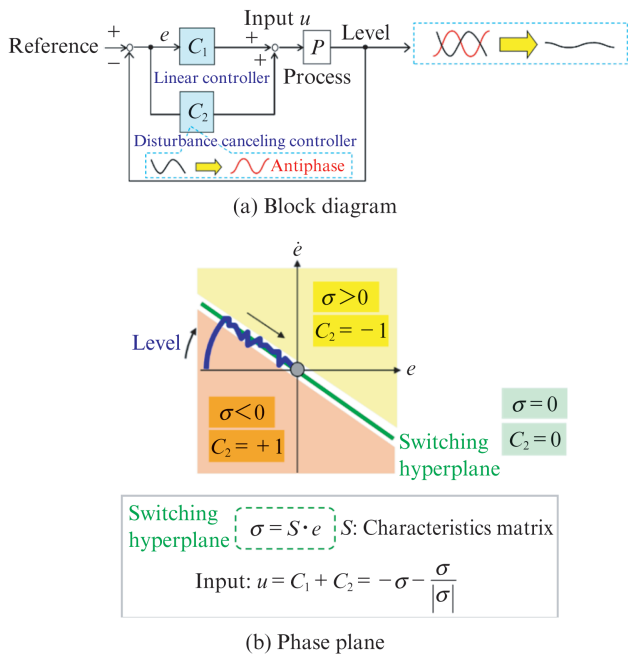 Input u
Level
Reference
+
−
e
C₁
+
+
P
Linear controller
Process
C₂
Disturbance canceling controller
Antiphase
(a) Block diagram
ė
σ>0
C₂ = −1
Level
e
σ<0
C₂ = +1
σ=0
C₂=0
Switching
hyperplane
Switching
hyperplane
σ = S·e
S: Characteristics matrix
Input: u = C₁ + C₂ = −σ − σ/|σ|
(b) Phase plane